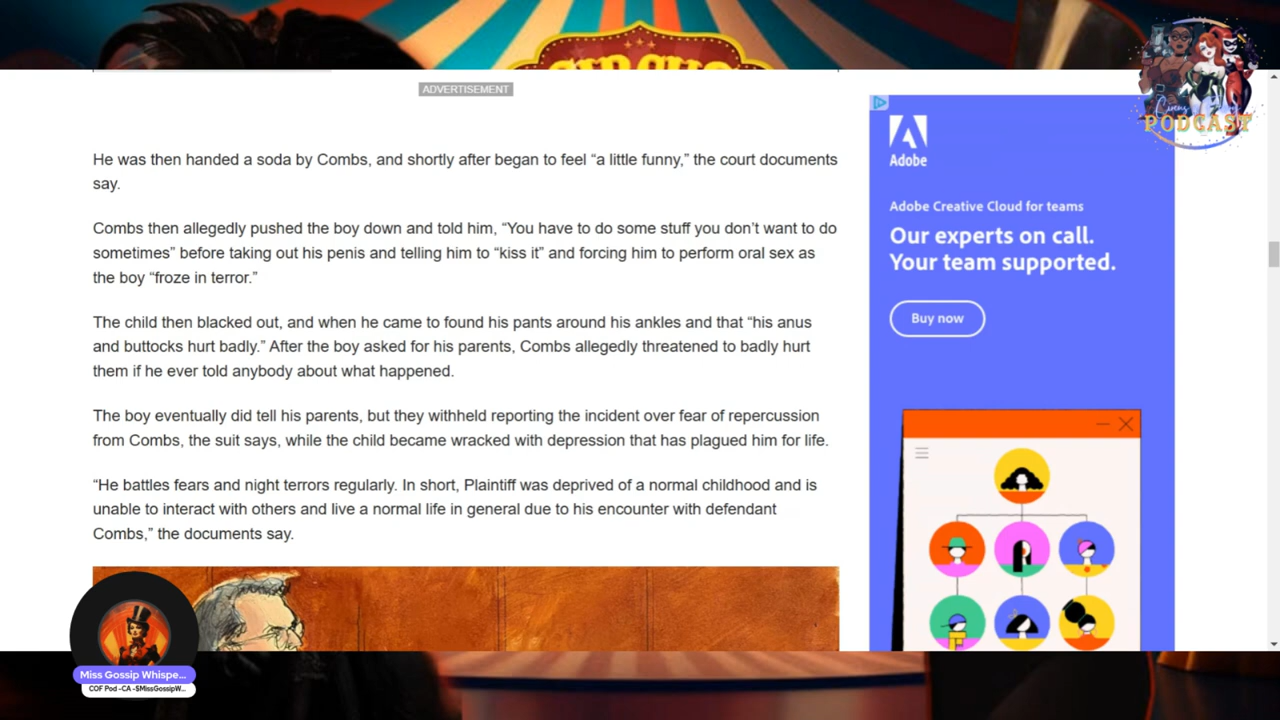 CIRCUS
PODCAST
ADVERTISEMENT
He was then handed a soda by Combs, and shortly after began to feel “a little funny,” the court documents
say.
Combs then allegedly pushed the boy down and told him, “You have to do some stuff you don’t want to do
sometimes” before taking out his penis and telling him to “kiss it” and forcing him to perform oral sex as
the boy “froze in terror.”
The child then blacked out, and when he came to found his pants around his ankles and that “his anus
and buttocks hurt badly.” After the boy asked for his parents, Combs allegedly threatened to badly hurt
them if he ever told anybody about what happened.
The boy eventually did tell his parents, but they withheld reporting the incident over fear of repercussion
from Combs, the suit says, while the child became wracked with depression that has plagued him for life.
“He battles fears and night terrors regularly. In short, Plaintiff was deprived of a normal childhood and is
unable to interact with others and live a normal life in general due to his encounter with defendant
Combs,” the documents say.
Adobe
Adobe Creative Cloud for teams
Our experts on call.
Your team supported.
Buy now
Miss Gossip Whispe...
COF Pod -CA -$MissGossipW...